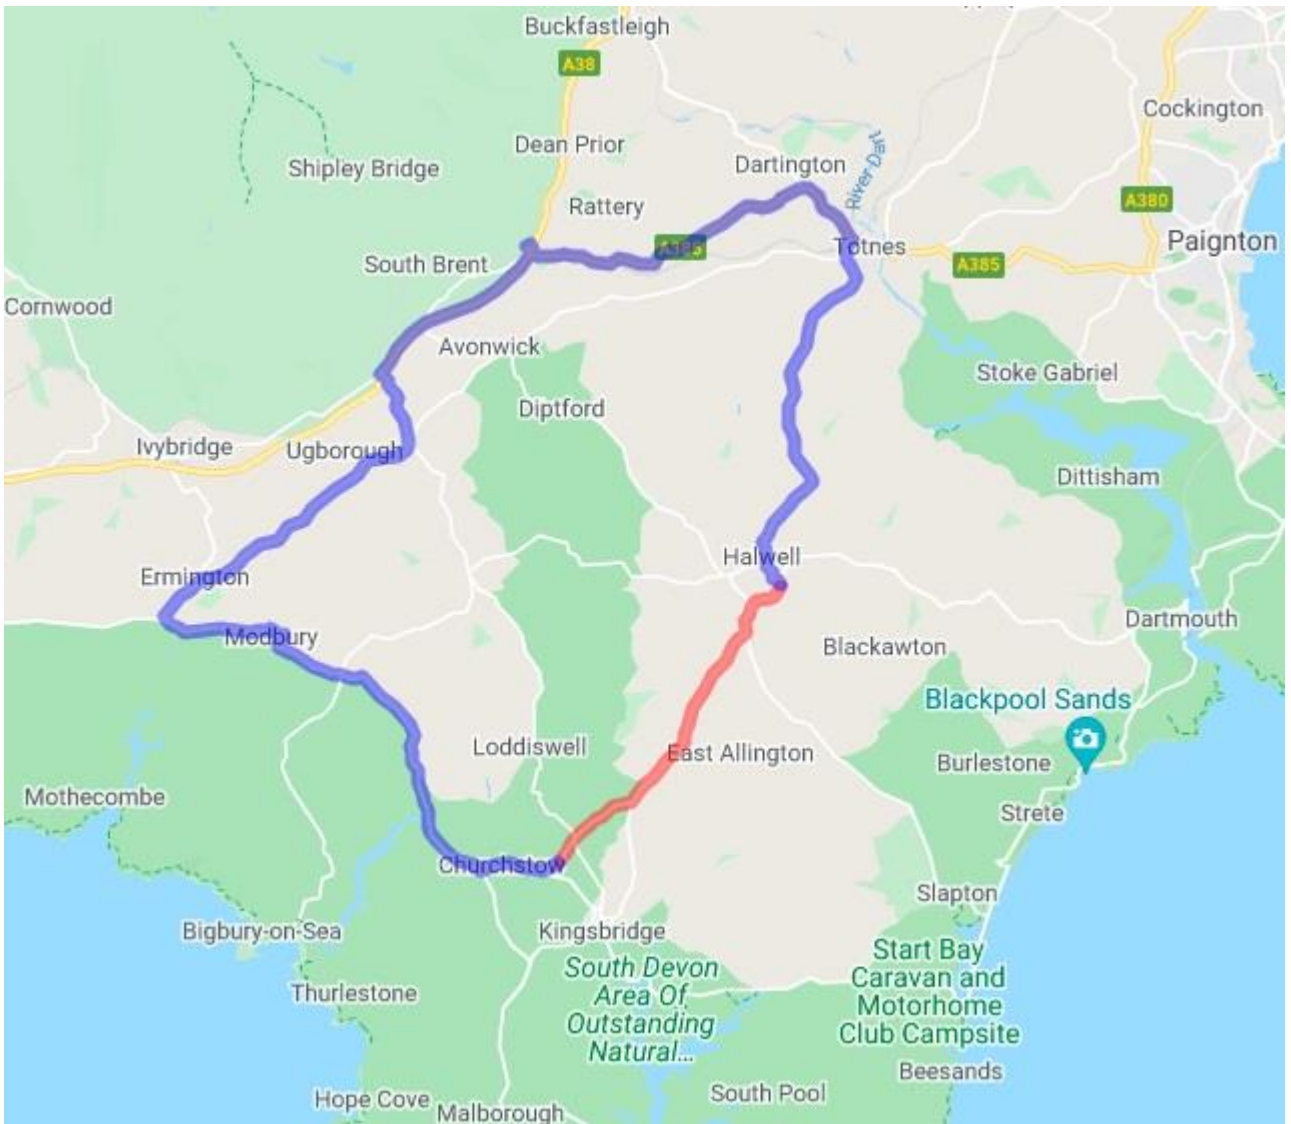 Buckfastleigh
A38
Cockington
Dean Prior
Dartington
Shipley Bridge
River Dart
A380
Rattery
Paignton
Totnes
South Brent
A385
Cornwood
Avonwick
Stoke Gabriel
Diptford
Ivybridge
Ugborough
Dittisham
Halwell
Ermington
Dartmouth
Modbury
Blackawton
Blackpool Sands
Loddiswell
East Allington
Burlestone
Mothecombe
Strete
Churchstow
Slapton
Bigbury-on-Sea
Kingsbridge
Start Bay
Caravan and
Motorhome
Club Campsite
South Devon
Area Of
Outstanding
Natural...
Thurlestone
Beesands
South Pool
Hope Cove
Malborough